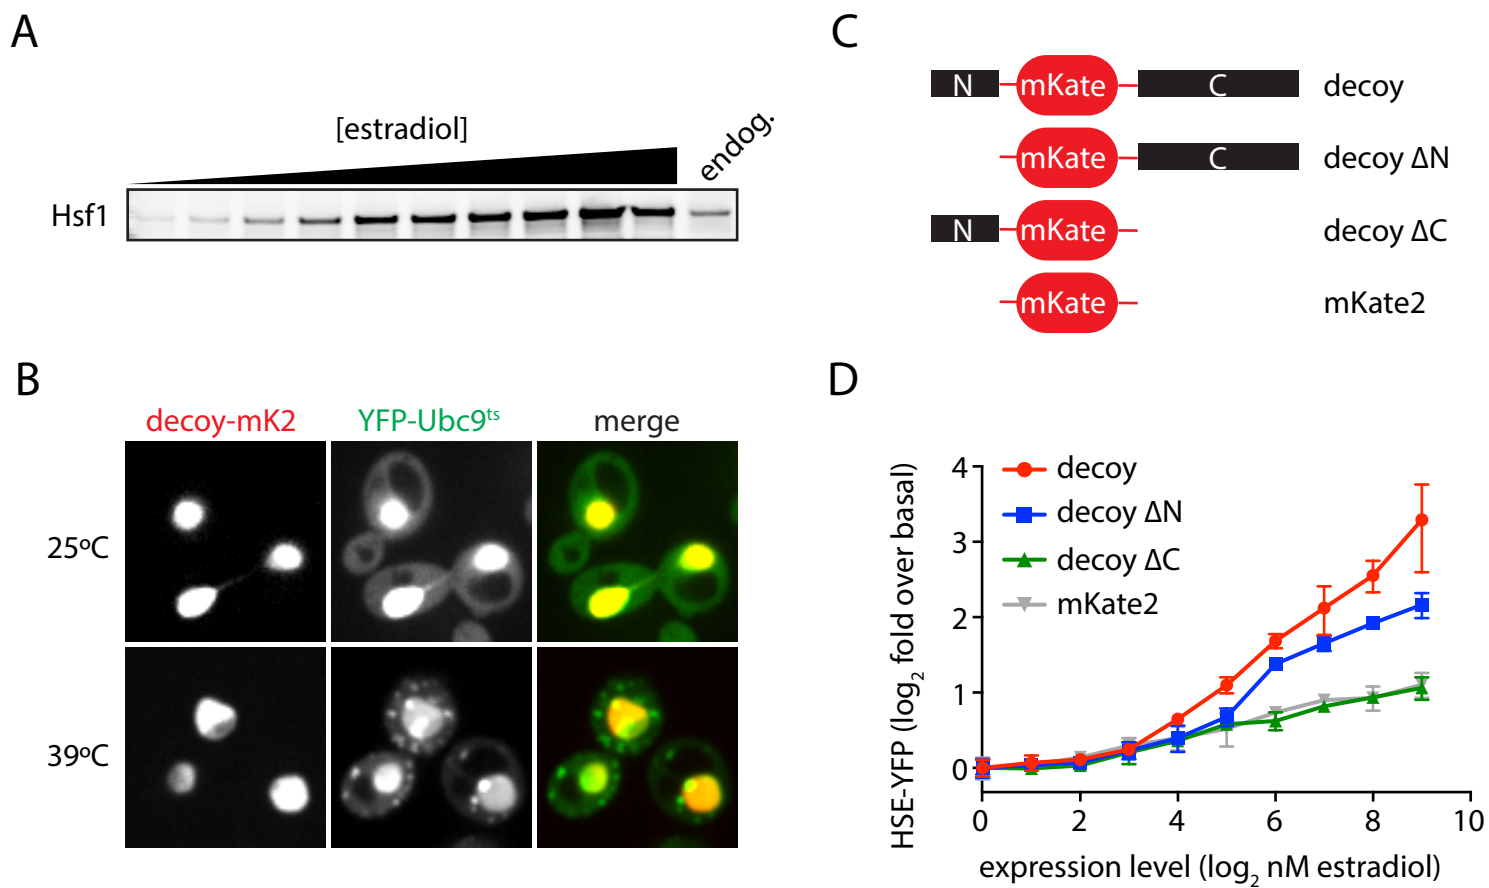 A
[estradiol]
endog.
Hsf1
B
decoy-mK2 YFP-Ubc9ts merge
25ºC
39ºC
C
N mKate C decoy
mKate C decoy ΔN
N mKate decoy ΔC
mKate mKate2
D
HSE-YFP (log2 fold over basal)
4
3
2
1
0
decoy
decoy ΔN
decoy ΔC
mKate2
0 2 4 6 8 10
expression level (log2 nM estradiol)